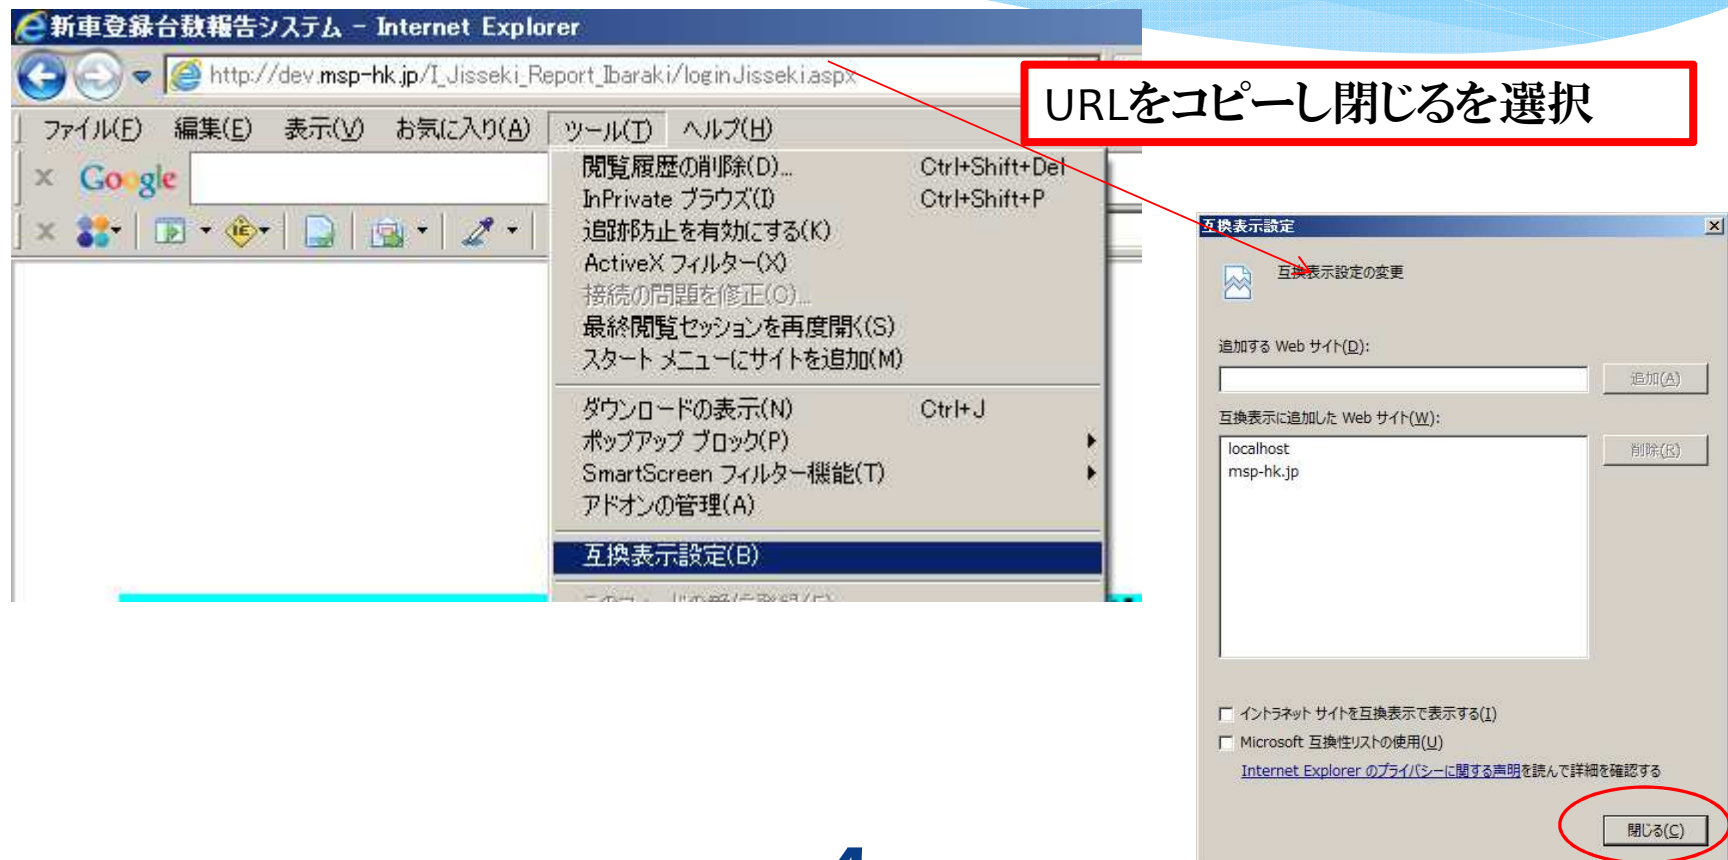 新車登録台数報告システム - Internet Explorer
http://dev.msp-hk.jp/I_Jisseki_Report_Ibaraki/loginJisseki.aspx
URLをコピーし閉じるを選択
ファイル(F) 編集(E) 表示(V) お気に入り(A) ツール(T) ヘルプ(H)
× Google
閲覧履歴の削除(D)... Ctrl+Shift+Del
InPrivate ブラウズ(I) Ctrl+Shift+P
追跡防止を有効にする(K)
ActiveX フィルター(X)
接続の問題を修正(O)...
最終閲覧セッションを再度開く(S)
スタート メニューにサイトを追加(M)
ダウンロードの表示(N) Ctrl+J
ポップアップ ブロック(P)
SmartScreen フィルター機能(T)
アドオンの管理(A)
互換表示設定(B)
互換表示設定
互換表示設定の変更
追加する Web サイト(D):
追加(A)
互換表示に追加した Web サイト(W):
localhost
msp-hk.jp
削除(R)
イントラネット サイトを互換表示で表示する(I)
Microsoft 互換性リストの使用(U)
Internet Explorer のプライバシーに関する声明を読んで詳細を確認する
閉じる(C)